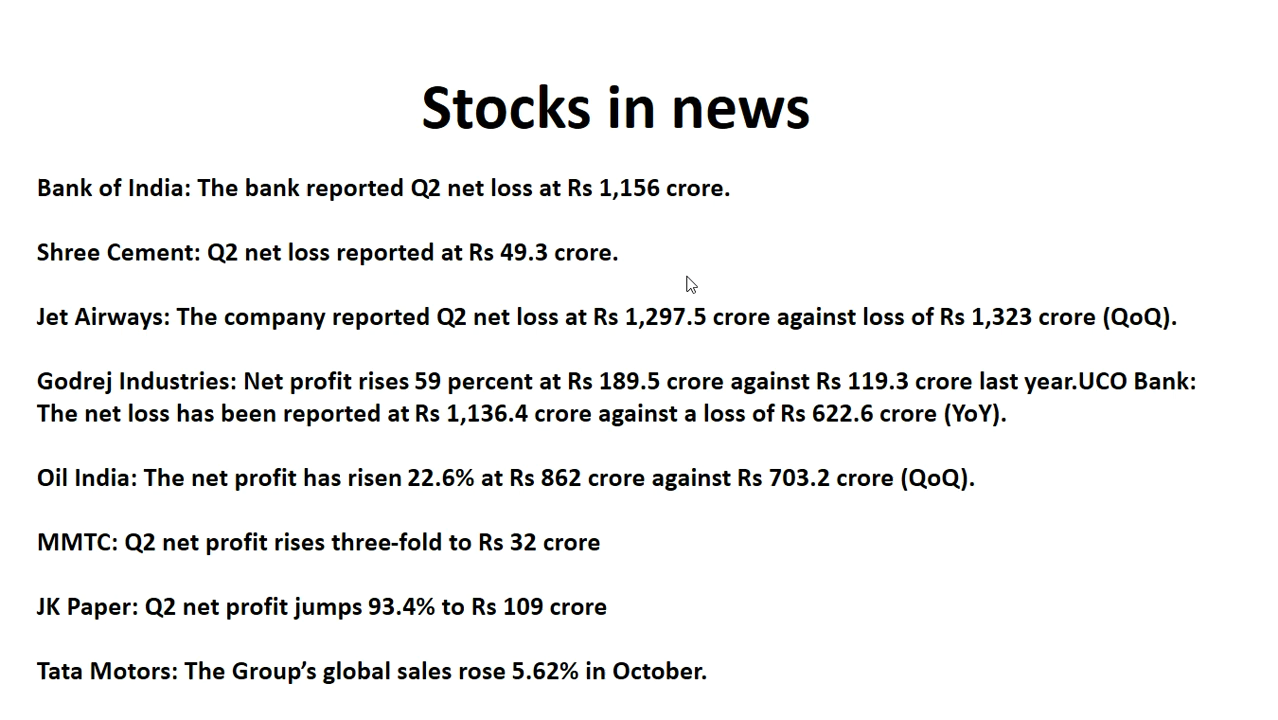 Stocks in news
Bank of India: The bank reported Q2 net loss at Rs 1,156 crore.
Shree Cement: Q2 net loss reported at Rs 49.3 crore.
Jet Airways: The company reported Q2 net loss at Rs 1,297.5 crore against loss of Rs 1,323 crore (QoQ).
Godrej Industries: Net profit rises 59 percent at Rs 189.5 crore against Rs 119.3 crore last year.UCO Bank:
The net loss has been reported at Rs 1,136.4 crore against a loss of Rs 622.6 crore (YoY).
Oil India: The net profit has risen 22.6% at Rs 862 crore against Rs 703.2 crore (QoQ).
MMTC: Q2 net profit rises three-fold to Rs 32 crore
JK Paper: Q2 net profit jumps 93.4% to Rs 109 crore
Tata Motors: The Group’s global sales rose 5.62% in October.